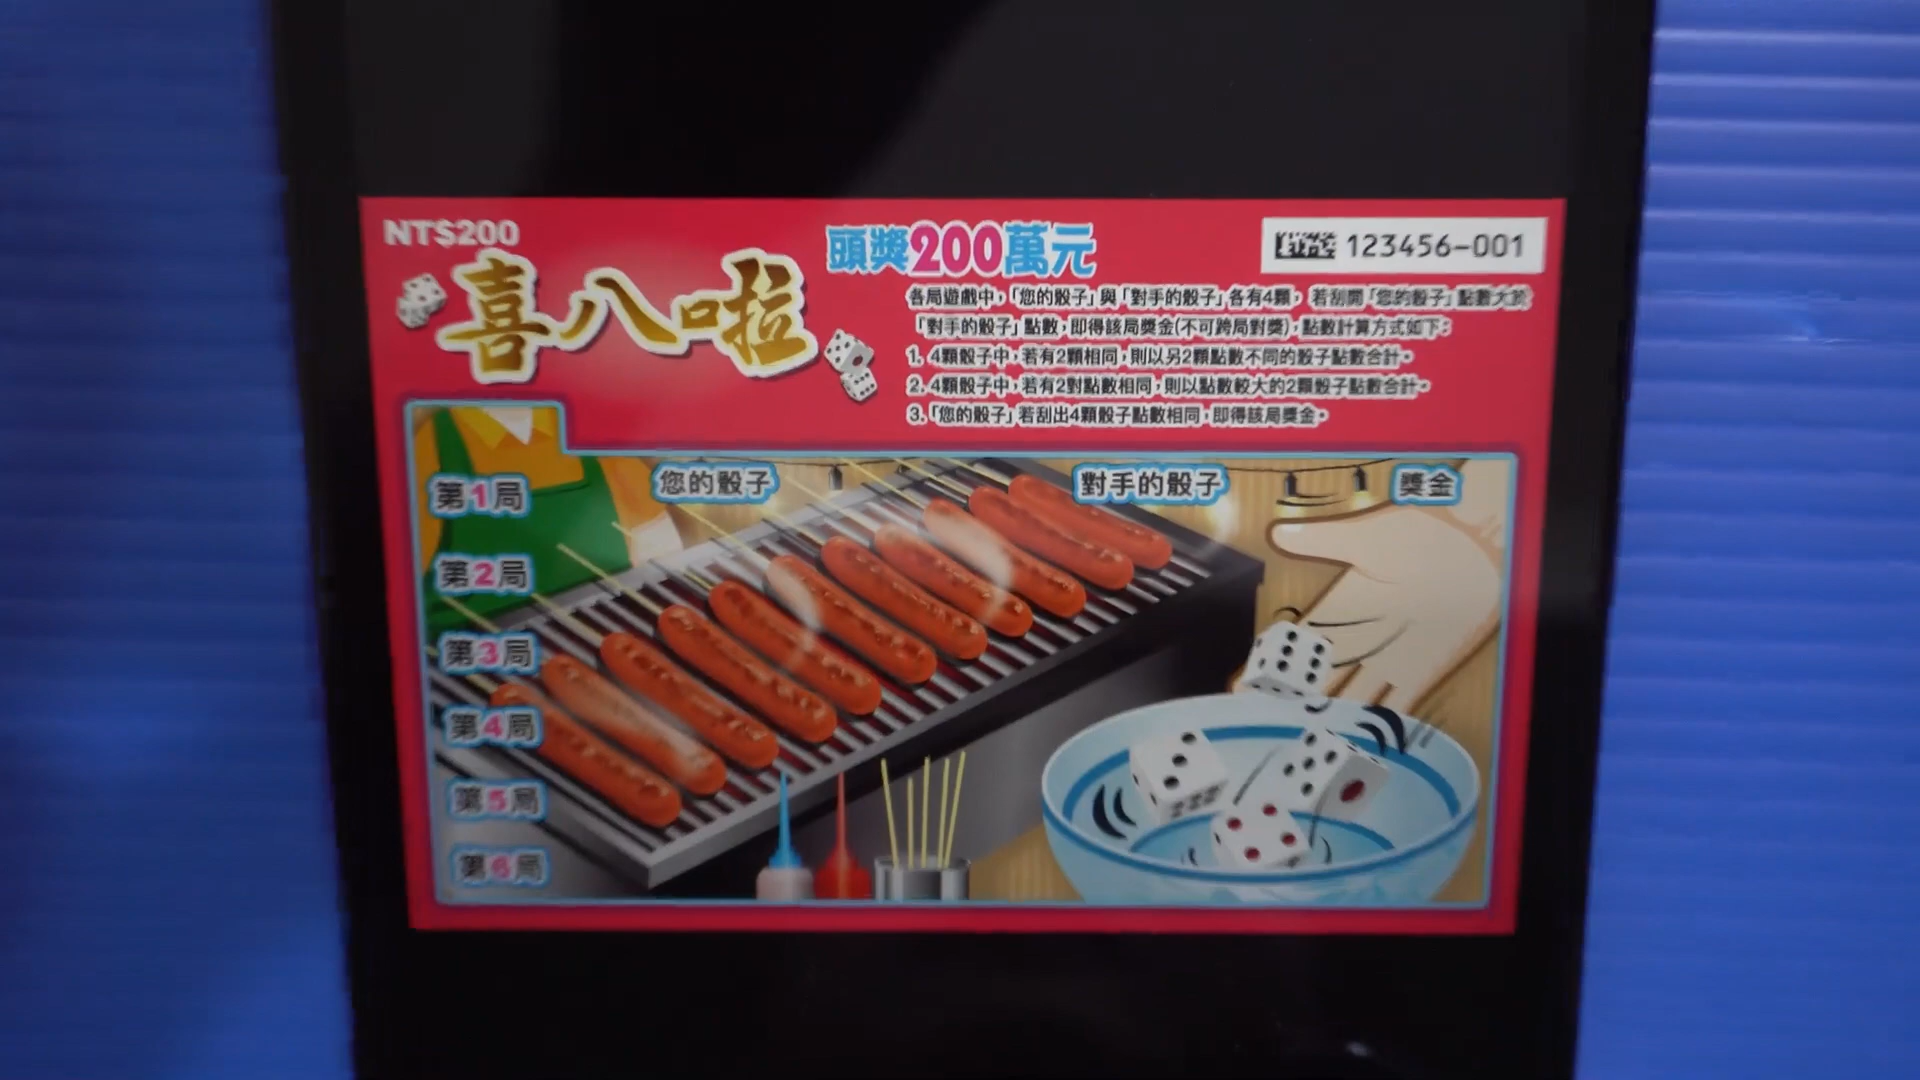 NT$200
喜八啦
頭獎200萬元
123456-001
各局遊戲中,「您的骰子」與「對手的骰子」各有4顆, 若刮開「您的骰子」點數大於
「對手的骰子」點數,即得該局獎金(不可跨局對獎),點數計算方式如下:
1. 4顆骰子中,若有2顆相同,則以另2顆點數不同的骰子點數合計。
2. 4顆骰子中,若有2對點數相同,則以點數較大的2顆骰子點數合計。
3.「您的骰子」若刮出4顆骰子點數相同,即得該局獎金。
第1局 您的骰子 對手的骰子 獎金
第2局
第3局
第4局
第5局
第6局